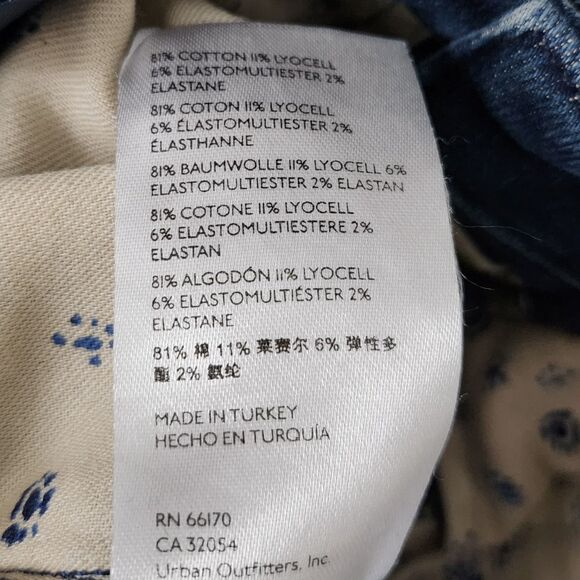 81% COTTON 11% LYOCELL
6% ELASTOMULTIESTER 2%
ELASTANE
81% COTON 11% LYOCELL
6% ÉLASTOMULTIESTER 2%
ÉLASTHANNE
81% BAUMWOLLE 11% LYOCELL 6%
ELASTOMULTIESTER 2% ELASTAN
81% COTONE 11% LYOCELL
6% ELASTOMULTIESTERE 2%
ELASTAN
81% ALGODÓN 11% LYOCELL
6% ELASTOMULTIÉSTER 2%
ELASTANE
81% 棉 11% 莱赛尔 6% 弹性多
酯 2% 氨纶
MADE IN TURKEY
HECHO EN TURQUÍA
RN 66170
CA 32054
Urban Outfitters, Inc.